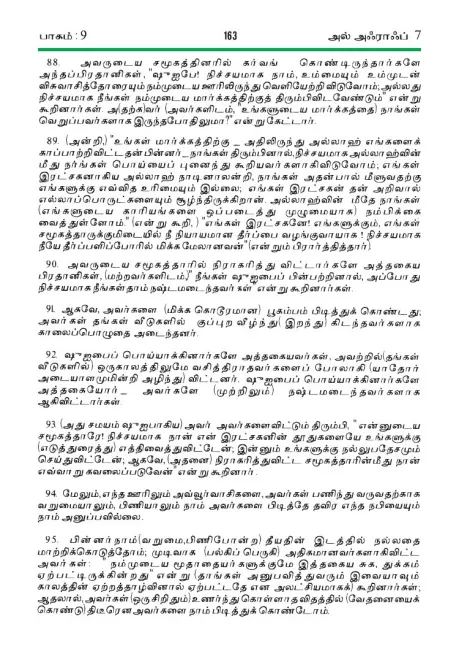 பாகம் : 9 163 அல் அஃராஃப் 7
88. அவருடைய சமூகத்தினரில் கர்வங் கொண்டிருந்தார்களே
அந்தப்பிரதானிகள், "ஷுஐபே! நிச்சயமாக நாம், உம்மையும் உம்முடன்
விசுவாசித்தோரையும் நம்முடைய ஊரிலிருந்து வெளியேற்றிவிடுவோம்; அல்லது
நிச்சயமாக நீங்கள் நம்முடைய மார்க்கத்திற்குத் திரும்பிவிடவேண்டும்" என்று
கூறினார்கள். அ(தற்க)வர் (அவர்களிடம், "உங்களுடைய மார்க்கத்தை) நாங்கள்
வெறுப்பவர்களாக இருந்தபோதிலுமா?" என்று கேட்டார்.
89. (அன்றி,) "உங்கள் மார்க்கத்திற்கு _ அதிலிருந்து அல்லாஹ் எங்களைக்
காப்பாற்றிவிட்டதன் பின்னர் _ நாங்கள் திரும்பினால், நிச்சயமாக அல்லாஹ்வின்
மீது நாங்கள் பொய்யைப் புனைந்து கூறியவர்களாகிவிடுவோம்; எங்கள்
இரட்சகனாகிய அல்லாஹ் நாடினாலன்றி, நாங்கள் அதன்பால் மீளுவதற்கு
எங்களுக்கு எவ்வித உரிமையும் இல்லை; எங்கள் இரட்சகன் தன் அறிவால்
எல்லாப்பொருட்களையும் சூழ்ந்திருக்கிறான். அல்லாஹ்வின் மீதே நாங்கள்
(எங்களுடைய காரியங்களை ஒப்படைத்து முழுமையாக) நம்பிக்கை
வைத்துள்ளோம்." (என்று கூறி, ) "எங்கள் இரட்சகனே! எங்களுக்கும், எங்கள்
சமூகத்தாருக்குமிடையில் நீ நியாயமான தீர்ப்பை வழங்குவாயாக ! நிச்சயமாக
நீயே தீர்ப்பளிப்போரில் மிக்க மேலானவன்" (என்றும் பிரார்த்தித்தார்).
90. அவருடைய சமூகத்தாரில் நிராகரித்து விட்டார்களே அத்தகைய
பிரதானிகள், (மற்றவர்களிடம்,)" நீங்கள் ஷுஐபைப் பின்பற்றினால், அப்போது
நிச்சயமாக நீங்கள் தாம் நஷ்டமடைந்தவர்கள்" என்று கூறினார்கள்.
91. ஆகவே, அவர்களை (மிக்க கொடூரமான) பூகம்பம் பிடித்துக் கொண்டது;
அவர்கள் தங்கள் வீடுகளில் குப்புற வீழ்ந்து( இறந்து) கிடந்தவர்களாக
காலைப்பொழுதை அடைந்தனர்.
92. ஷுஐபைப் பொய்யாக்கினார்களே அத்தகையவர்கள், அவற்றில்(தங்கள்
வீடுகளில்) ஒருகாலத்திலுமே வசித்திராதவர்களைப் போலாகி (யாதோர்
அடையாளமுமின்றி அழிந்து) விட்டனர். ஷுஐபைப் பொய்யாக்கினார்களே
அத்தகையோர் _ அவர்களே (முற்றிலும்) நஷ்டமடைந்தவர்களாக
ஆகிவிட்டார்கள்.
93. (அது சமயம் ஷுஐபாகிய) அவர் அவர்களைவிட்டும் திரும்பி, " என்னுடைய
சமூகத்தாரே! நிச்சயமாக நான் என் இரட்சகனின் தூதுகளையே உங்களுக்கு
(எடுத்துரைத்து) எத்திவைத்துவிட்டேன்; இன்னும் உங்களுக்கு நல்லுபதேசமும்
செய்துவிட்டேன்; ஆகவே, (அதனை) நிராகரித்துவிட்ட சமூகத்தாரின் மீது நான்
எவ்வாறு கவலைப்படுவேன்" என்று கூறினார் .
94. மேலும், எந்த ஊரிலும் அவ்வூர்வாசிகளை, அவர்கள் பணிந்து வருவதற்காக
வறுமையாலும், பிணியாலும் நாம் அவர்களை பிடித்தே தவிர எந்த நபியையும்
நாம் அனுப்பவில்லை.
95. பின்னர் நாம் (வறுமை, பிணிபோன்ற) தீயதின் இடத்தில் நல்லதை
மாற்றிக்கொடுத்தோம்; முடிவாக (பல்கிப் பெருகி) அதிகமானவர்களாகிவிட்ட
அவர்கள்: "நம்முடைய மூதாதையர்களுக்குமே இத்தகைய சுக, துக்கம்
ஏற்பட்டிருக்கின்றது" என்று (தாங்கள் அனுபவித்துவரும் இவையாவும்
காலத்தின் ஏற்றத்தாழ்வினால் ஏற்பட்டதே என அலட்சியமாகக்) கூறினார்கள்;
ஆதலால், அவர்கள் (ஒரு சிறிதும்) உணர்ந்து கொள்ளாதவிதத்தில் (வேதனையைக்
கொண்டு) திடீரென அவர்களை நாம் பிடித்துக் கொண்டோம்.